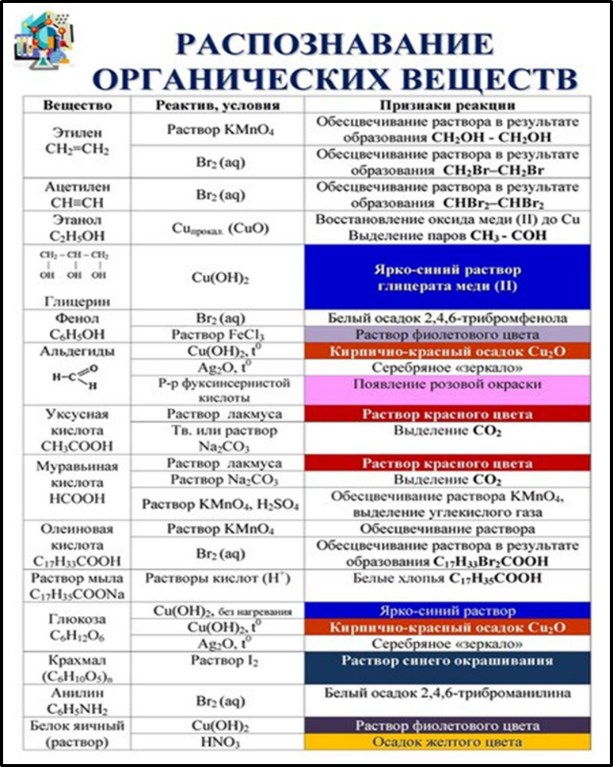 РАСПОЗНАВАНИЕ
ОРГАНИЧЕСКИХ ВЕЩЕСТВ
Вещество Реактив, условия Признаки реакции
Этилен
CH₂=CH₂
Раствор KMnO₄
Обесцвечивание раствора в результате
образования CH₂OH - CH₂OH
Br₂ (aq)
Обесцвечивание раствора в результате
образования CH₂Br–CH₂Br
Ацетилен
CH≡CH
Br₂ (aq)
Обесцвечивание раствора в результате
образования CHBr₂–CHBr₂
Этанол
C₂H₅OH
Cuпрокал. (CuO)
Восстановление оксида меди (II) до Cu
Выделение паров CH₃ - COH
CH₂ – CH – CH₂
OH OH OH
Глицерин
Cu(OH)₂
Ярко-синий раствор
глицерата меди (II)
Фенол
C₆H₅OH
Br₂ (aq)
Белый осадок 2,4,6-трибромфенола
Раствор FeCl₃
Раствор фиолетового цвета
Альдегиды
H–C
O
H
Cu(OH)₂, t⁰
Кирпично-красный осадок Cu₂O
Ag₂O, t⁰
Серебряное «зеркало»
Р-р фуксинсернистой
кислоты
Появление розовой окраски
Уксусная
кислота
CH₃COOH
Раствор лакмуса
Раствор красного цвета
Тв. или раствор
Na₂CO₃
Выделение CO₂
Муравьиная
кислота
HCOOH
Раствор лакмуса
Раствор красного цвета
Раствор Na₂CO₃
Выделение CO₂
Раствор KMnO₄, H₂SO₄
Обесцвечивание раствора KMnO₄,
выделение углекислого газа
Олеиновая
кислота
C₁₇H₃₃COOH
Раствор KMnO₄
Обесцвечивание раствора
Br₂ (aq)
Обесцвечивание раствора в результате
образования C₁₇H₃₃Br₂COOH
Раствор мыла
C₁₇H₃₅COONa
Растворы кислот (H⁺)
Белые хлопья C₁₇H₃₅COOH
Глюкоза
C₆H₁₂O₆
Cu(OH)₂, без нагревания
Ярко-синий раствор
Cu(OH)₂, t⁰
Кирпично-красный осадок Cu₂O
Ag₂O, t⁰
Серебряное «зеркало»
Крахмал
(C₆H₁₀O₅)n
Раствор I₂
Раствор синего окрашивания
Анилин
C₆H₅NH₂
Br₂ (aq)
Белый осадок 2,4,6-триброманилина
Белок яичный
(раствор)
Cu(OH)₂
Раствор фиолетового цвета
HNO₃
Осадок желтого цвета